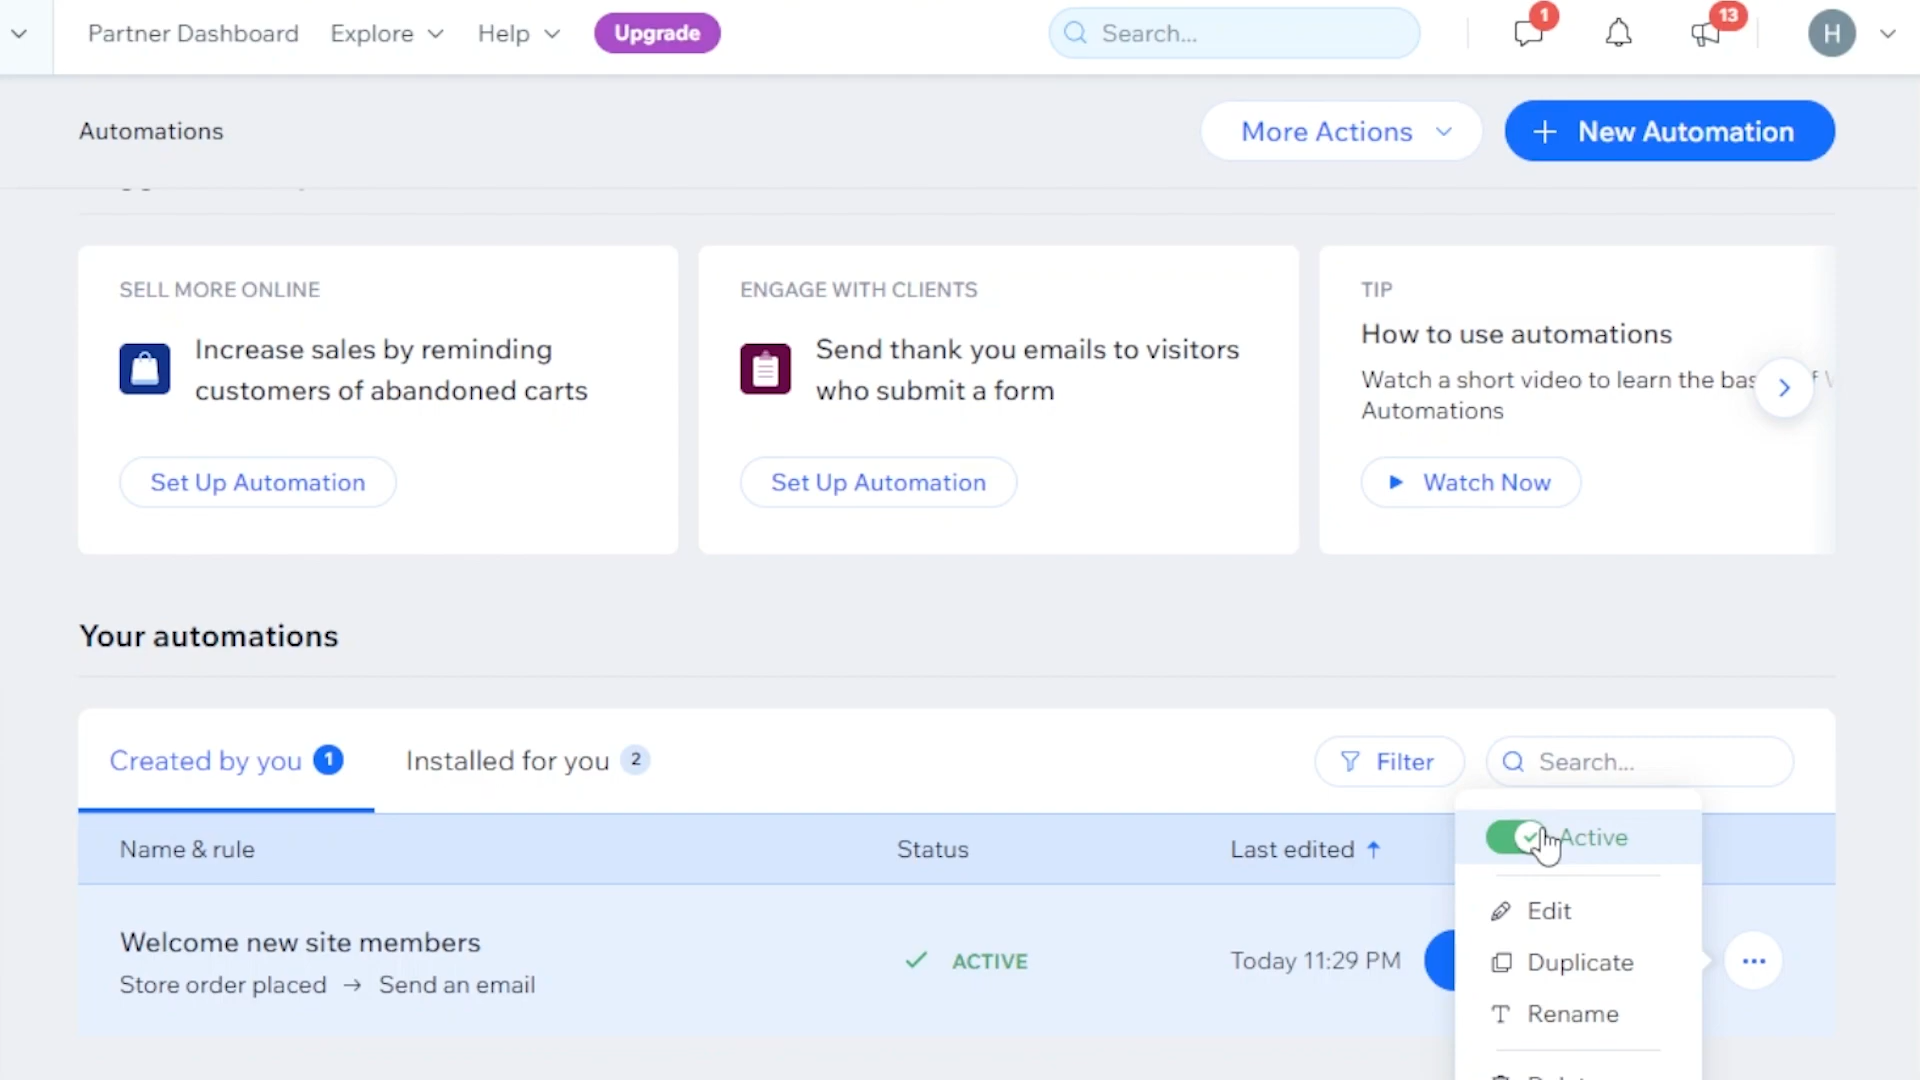 Partner Dashboard Explore Help Upgrade Search... 1 13 H
Automations More Actions + New Automation
SELL MORE ONLINE
Increase sales by reminding
customers of abandoned carts
Set Up Automation
ENGAGE WITH CLIENTS
Send thank you emails to visitors
who submit a form
Set Up Automation
TIP
How to use automations
Watch a short video to learn the
Automations
Watch Now
Your automations
Created by you 1 Installed for you 2 Filter Search...
Name & rule Status Last edited ↑
Welcome new site members
Store order placed → Send an email
ACTIVE
Today 11:29 PM
Active
Edit
Duplicate
Rename